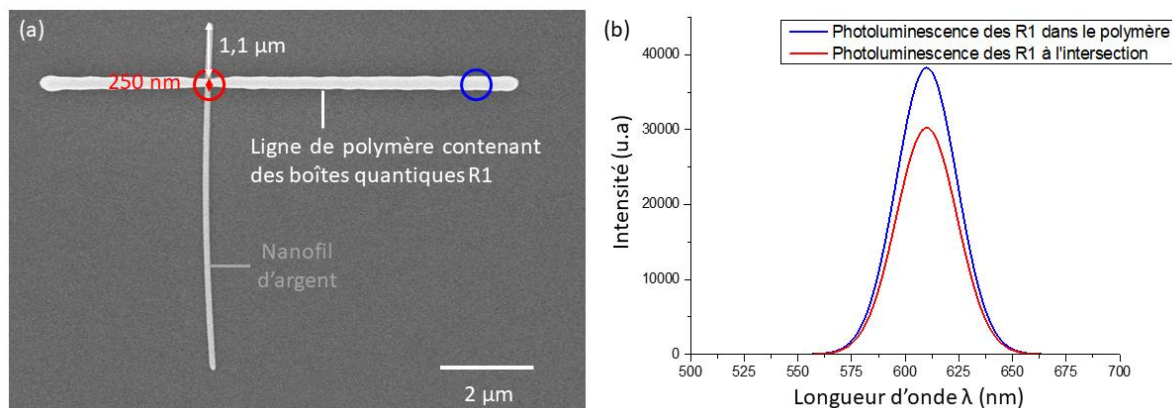 (a)
1,1 μm
250 nm
Ligne de polymère contenant
des boîtes quantiques R1
Nanofil
d'argent
2 μm
(b)
Photoluminescence des R1 dans le polymère
Photoluminescence des R1 à l'intersection
Intensité (u.a)
40000
30000
20000
10000
0
500 525 550 575 600 625 650 675 700
Longueur d'onde λ (nm)